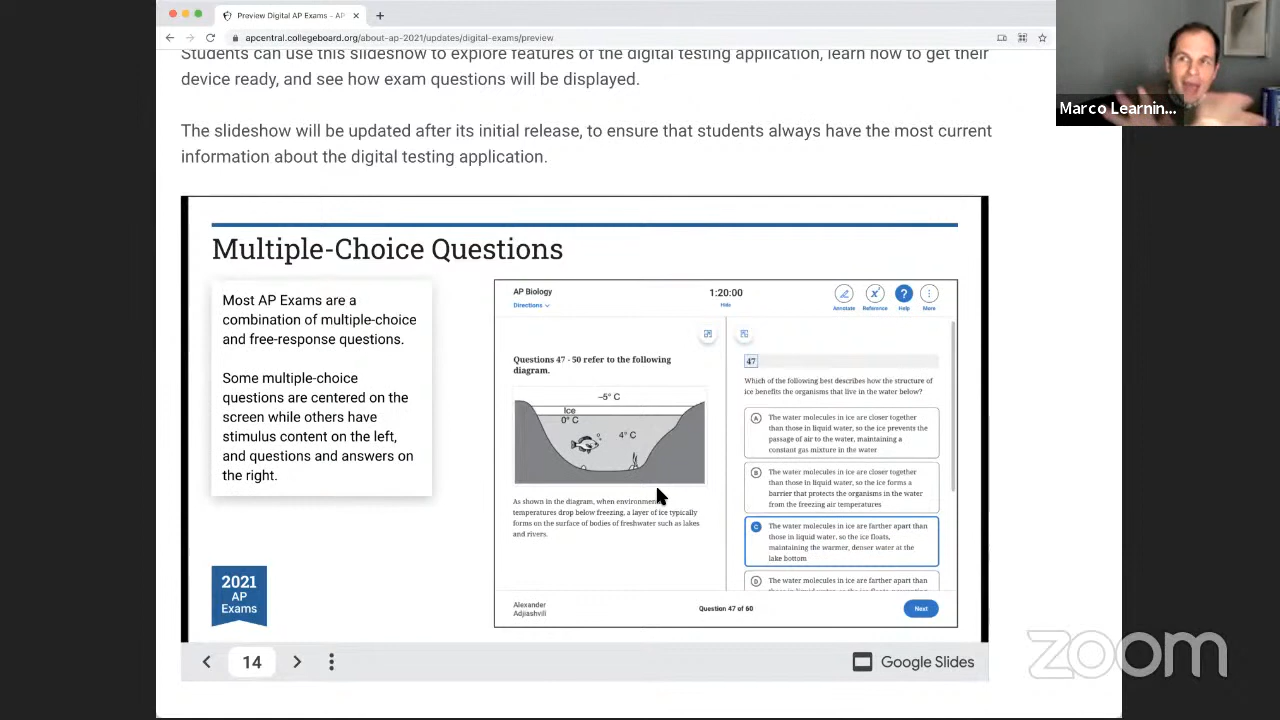 Preview Digital AP Exams – AP
apcentral.collegeboard.org/about-ap-2021/updates/digital-exams/preview
Students can use this slideshow to explore features of the digital testing application, learn how to get their
device ready, and see how exam questions will be displayed.
The slideshow will be updated after its initial release, to ensure that students always have the most current
information about the digital testing application.
Marco Learnin...
Multiple-Choice Questions
Most AP Exams are a
combination of multiple-choice
and free-response questions.
Some multiple-choice
questions are centered on the
screen while others have
stimulus content on the left,
and questions and answers on
the right.
2021
AP
Exams
AP Biology
Directions
1:20:00
Hide
Annotate
Reference
Help
More
Questions 47 - 50 refer to the following
diagram.
–5° C
Ice
0° C
4° C
As shown in the diagram, when environmen
temperatures drop below freezing, a layer of ice typically
forms on the surface of bodies of freshwater such as lakes
and rivers.
47
Which of the following best describes how the structure of
ice benefits the organisms that live in the water below?
A
The water molecules in ice are closer together
than those in liquid water, so the ice prevents the
passage of air to the water, maintaining a
constant gas mixture in the water
B
The water molecules in ice are closer together
than those in liquid water, so the ice forms a
barrier that protects the organisms in the water
from the freezing air temperatures
C
The water molecules in ice are farther apart than
those in liquid water, so the ice floats,
maintaining the warmer, denser water at the
lake bottom
D
The water molecules in ice are farther apart than
Alexander
Adjiashvili
Question 47 of 60
Next
14
Google Slides
zoom